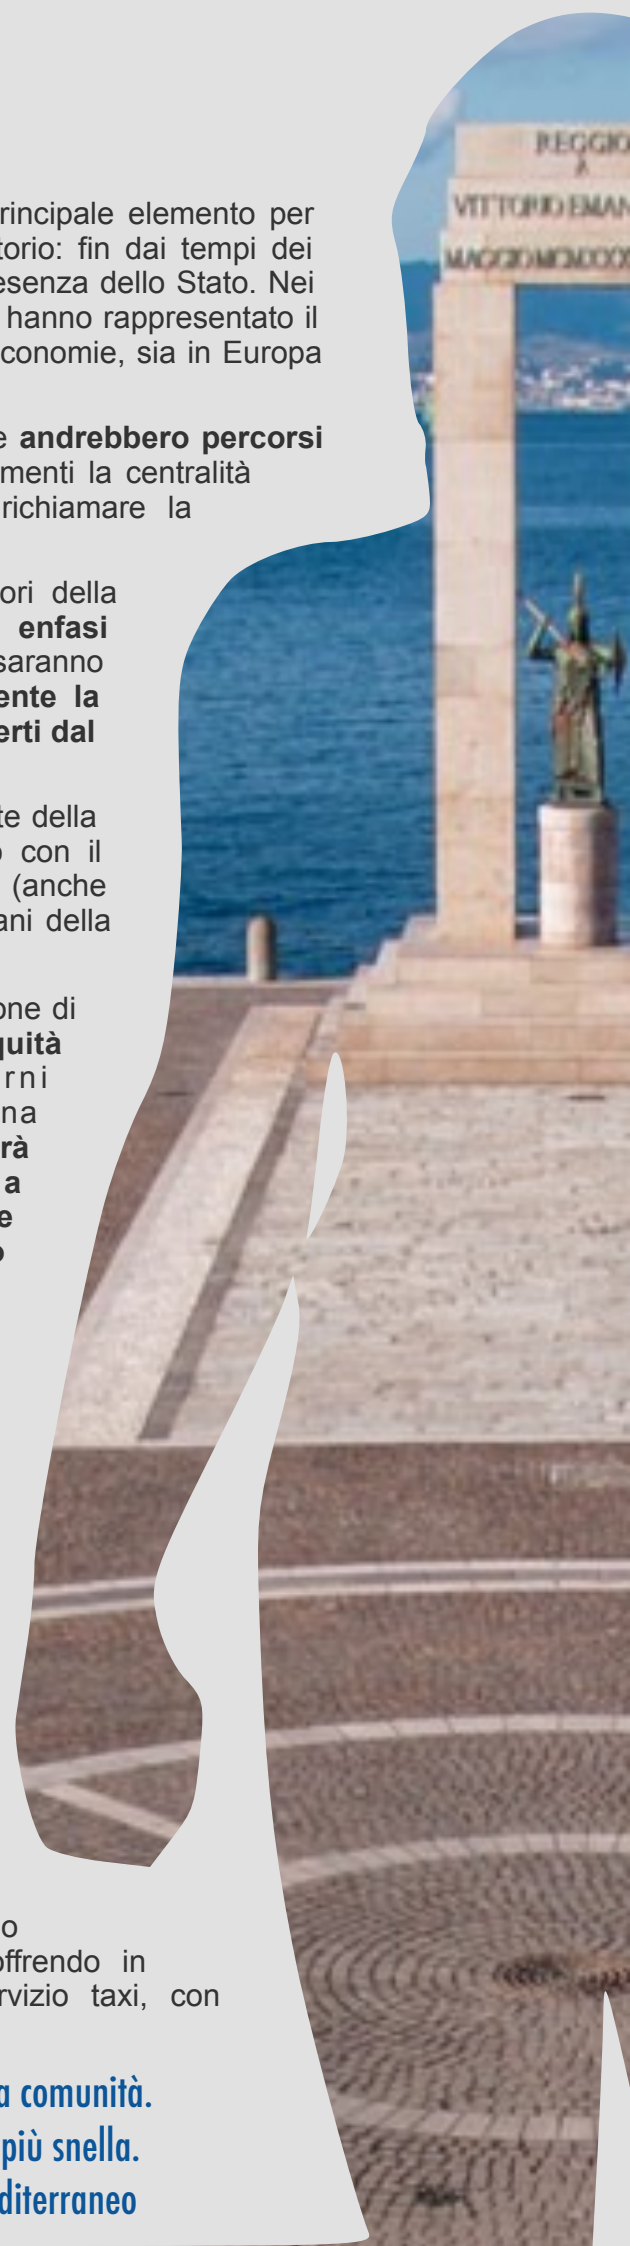 REGGIO
A
VITTORIO EMAN
MAGGIO
rincipale elemento per
torio: fin dai tempi dei
esenza dello Stato. Nei
hanno rappresentato il
conomie, sia in Europa
e andrebbero percorsi
menti la centralità
richiamare la
ori della
enfasi
saranno
ente la
erti dal
te della
o con il
(anche
ani della
one di
quità
rni
na
rà
a
e
o
o
offrendo in
rvizio taxi, con
a comunità.
più snella.
diterraneo